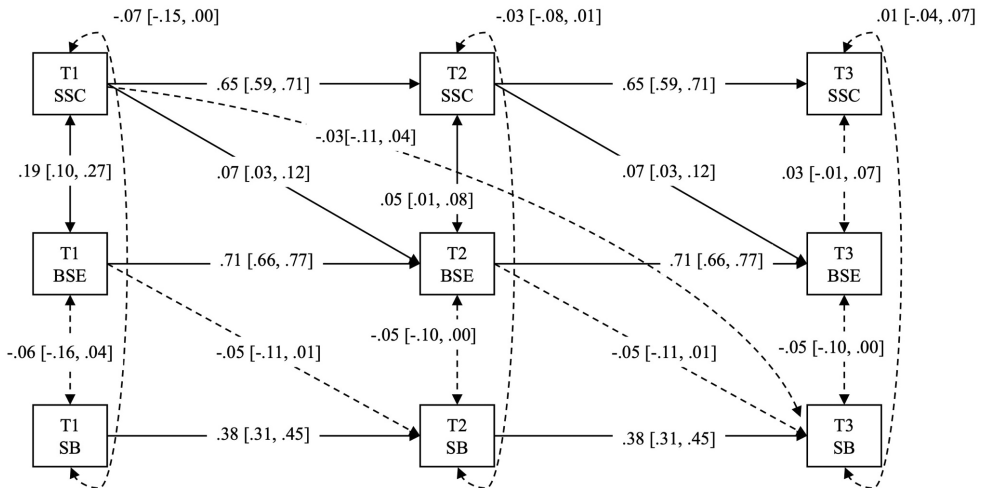 -.07 [-.15, .00]
-.03 [-.08, .01]
.01 [-.04, .07]
T1
SSC
.65 [.59, .71]
T2
SSC
.65 [.59, .71]
T3
SSC
-.03[-.11, .04]
.19 [.10, .27]
.07 [.03, .12]
.05 [.01, .08]
.07 [.03, .12]
.03 [-.01, .07]
T1
BSE
.71 [.66, .77]
T2
BSE
.71 [.66, .77]
T3
BSE
-.06 [-.16, .04]
-.05 [-.11, .01]
-.05 [-.10, .00]
-.05 [-.11, .01]
-.05 [-.10, .00]
T1
SB
.38 [.31, .45]
T2
SB
.38 [.31, .45]
T3
SB